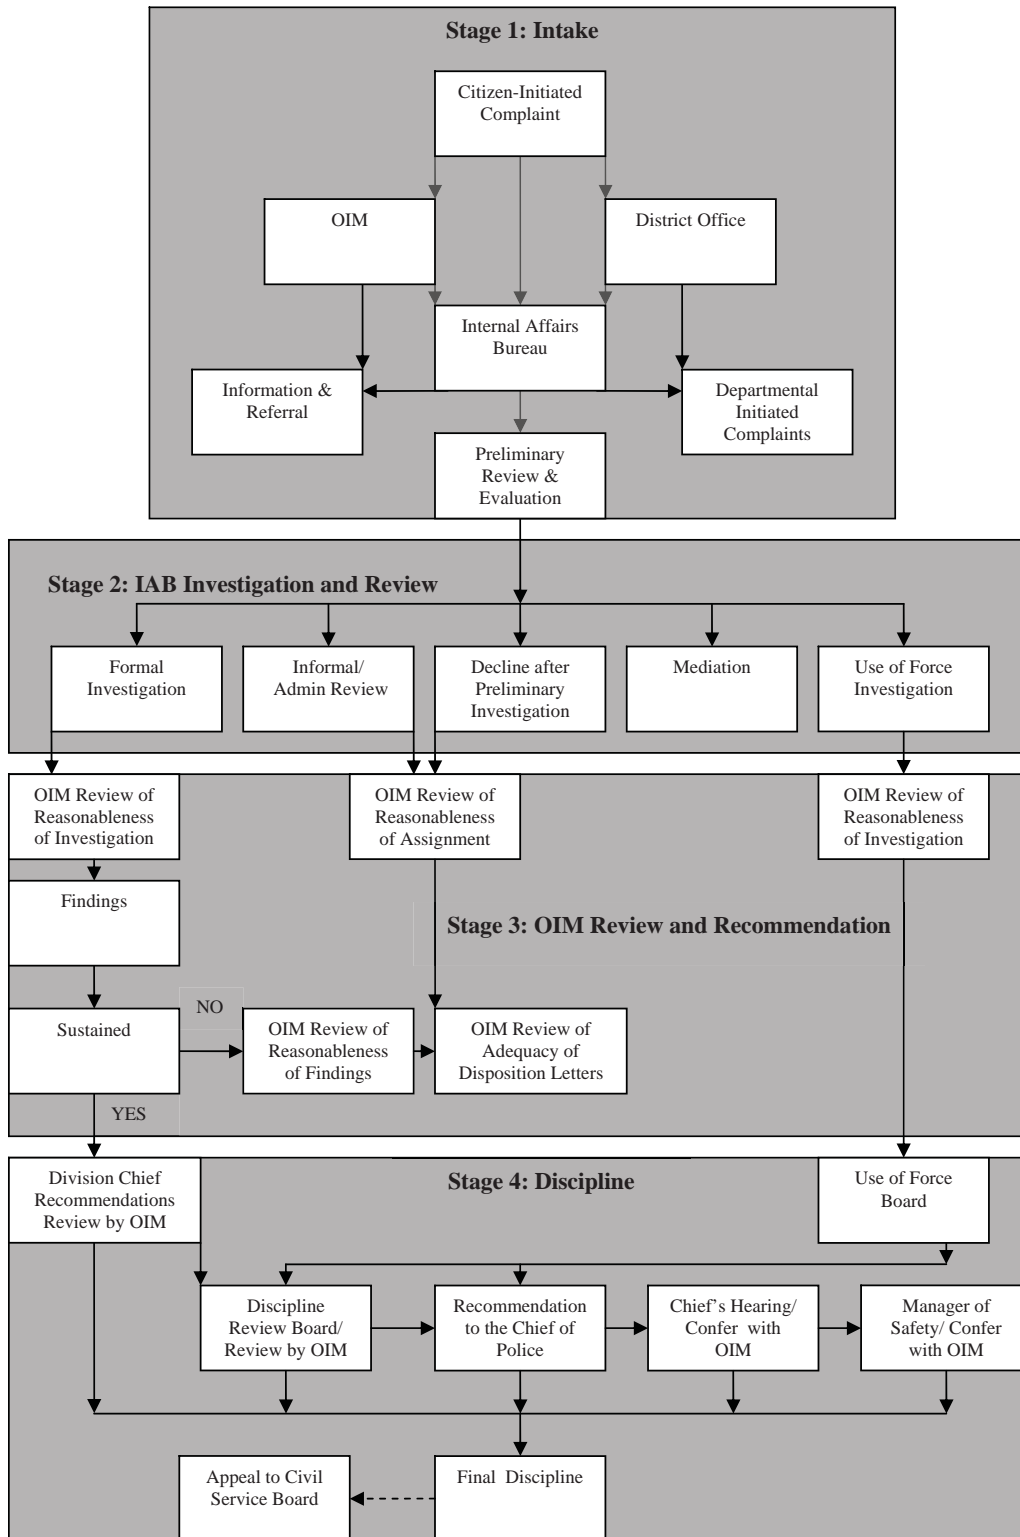 Stage 1: Intake
Citizen-Initiated
Complaint
OIM
District Office
Internal Affairs
Bureau
Information &
Referral
Departmental
Initiated
Complaints
Preliminary
Review &
Evaluation
Stage 2: IAB Investigation and Review
Formal
Investigation
Informal/
Admin Review
Decline after
Preliminary
Investigation
Mediation
Use of Force
Investigation
OIM Review of
Reasonableness
of Investigation
OIM Review of
Reasonableness
of Assignment
OIM Review of
Reasonableness
of Investigation
Findings
Stage 3: OIM Review and Recommendation
Sustained
NO
OIM Review of
Reasonableness
of Findings
OIM Review of
Adequacy of
Disposition Letters
YES
Division Chief
Recommendations
Review by OIM
Stage 4: Discipline
Use of Force
Board
Discipline
Review Board/
Review by OIM
Recommendation
to the Chief of
Police
Chief's Hearing/
Confer with
OIM
Manager of
Safety/ Confer
with OIM
Appeal to Civil
Service Board
Final Discipline